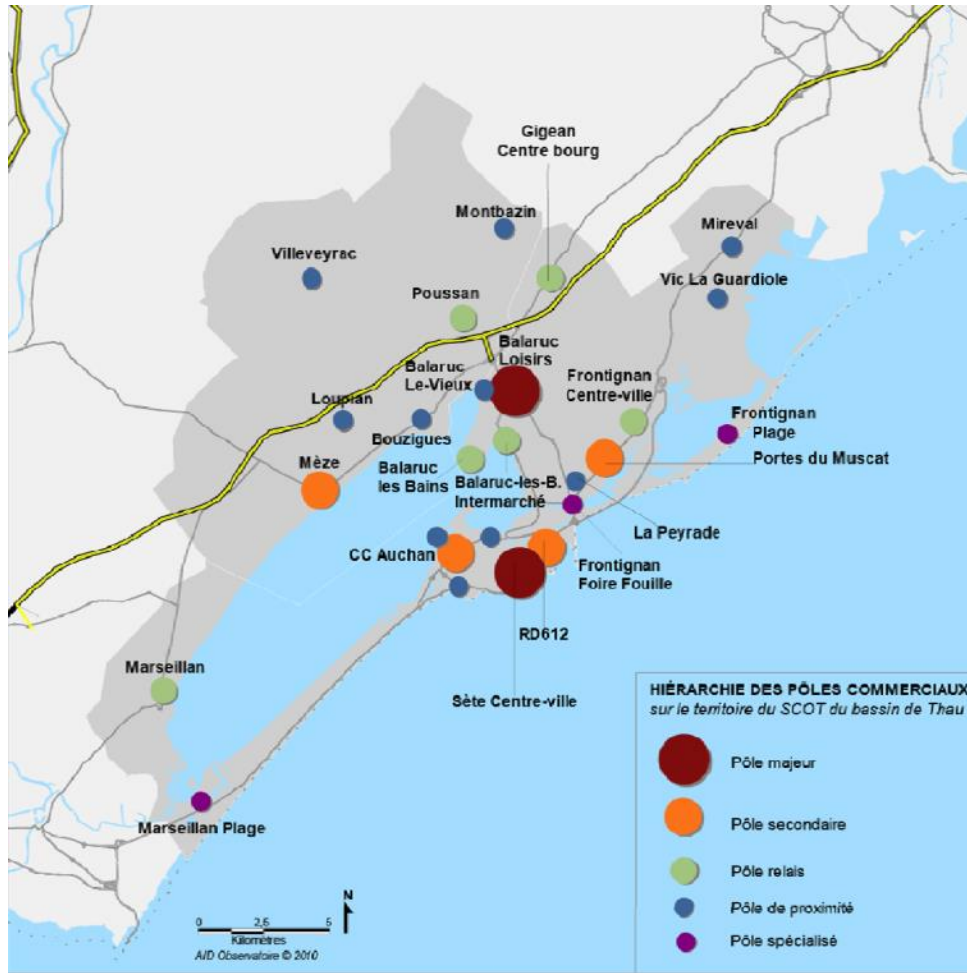 Gigean
Centre bourg
Montbazin
Mireval
Villeveyrac
Vic La Guardiole
Poussan
Balaruc
Loisirs
Balaruc
Le-Vieux
Frontignan
Centre-ville
Loupian
Frontignan
Plage
Bouzigues
Mèze
Balaruc
les Bains
Portes du Muscat
Balaruc-les-B.
Intermarché
La Peyrade
CC Auchan
Frontignan
Foire Fouille
RD612
Marseillan
Sète Centre-ville
Marseillan Plage
HIÉRARCHIE DES PÔLES COMMERCIAUX
sur le territoire du SCOT du bassin de Thau
Pôle majeur
Pôle secondaire
Pôle relais
Pôle de proximité
Pôle spécialisé
N
0 2,5 5
Kilomètres
AID Observatoire © 2010